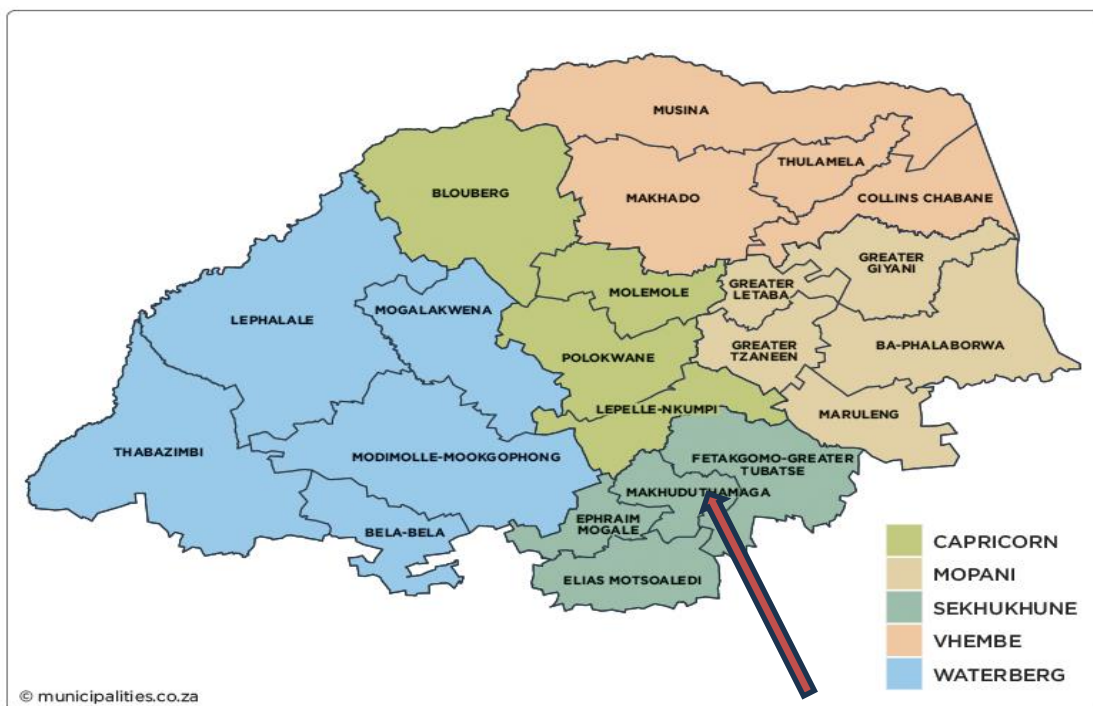 MUSINA
THULAMELA
BLOUBERG
MAKHADO
COLLINS CHABANE
GREATER
GIYANI
MOLEMOLE
GREATER
LETABA
MOGALAKWENA
LEPHALALE
POLOKWANE
GREATER
TZANEEN
BA-PHALABORWA
LEPELLE-NKUMPI
MARULENG
THABAZIMBI
MODIMOLLE-MOOKGOPHONG
FETAKGOMO-GREATER
TUBATSE
MAKHUDUTHAMAGA
EPHRAIM
MOGALE
BELA-BELA
ELIAS MOTSOALEDI
CAPRICORN
MOPANI
SEKHUKHUNE
VHEMBE
WATERBERG
© municipalities.co.za